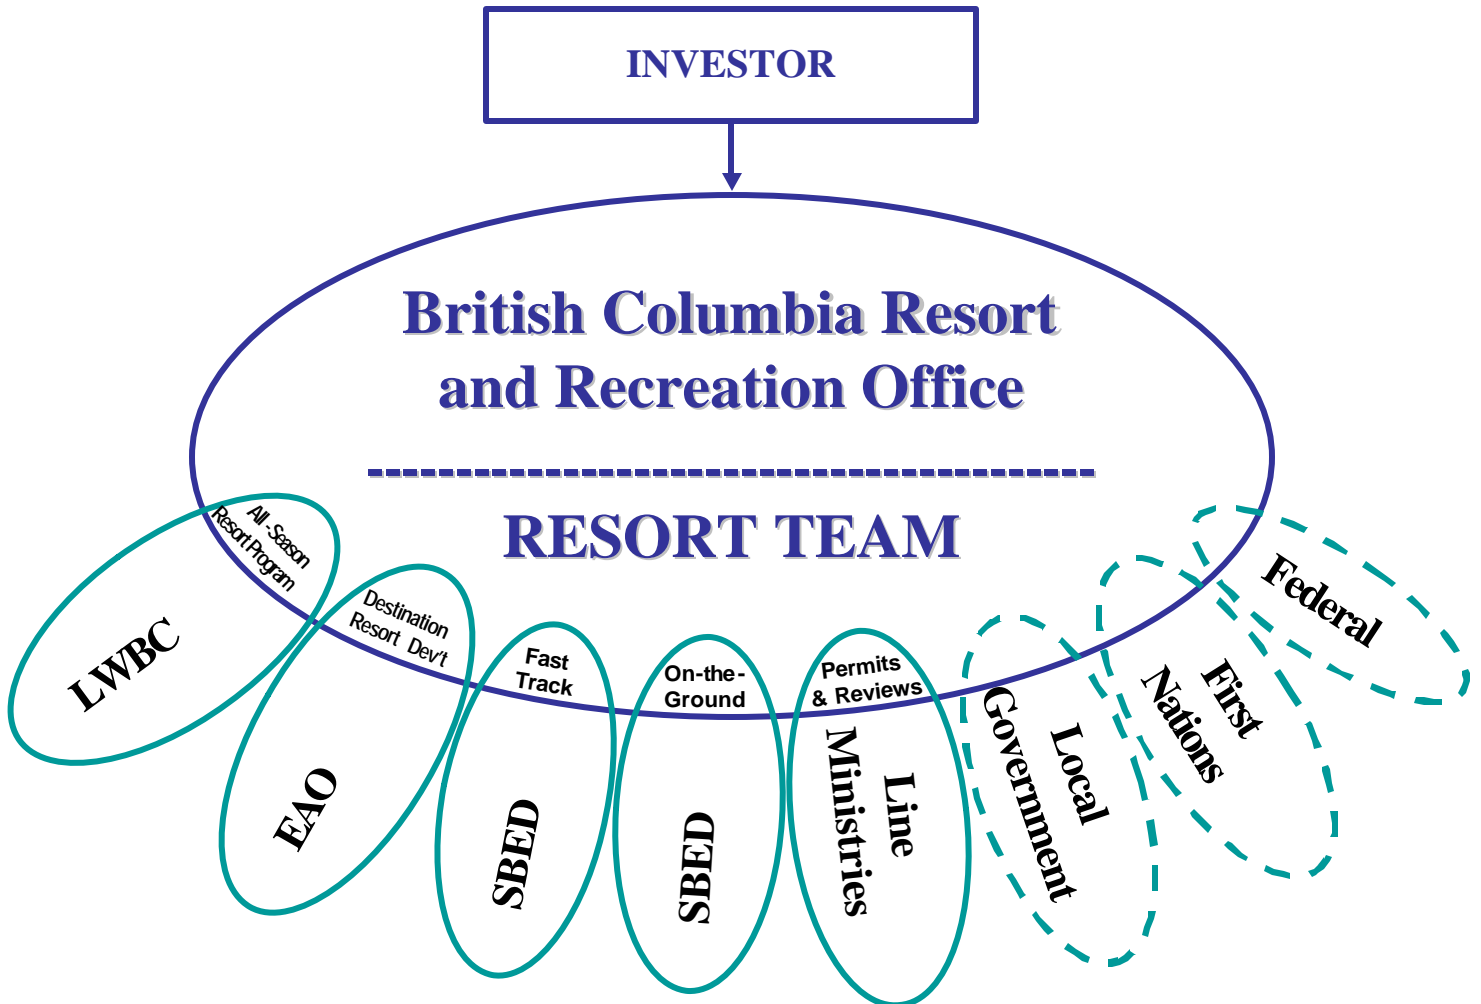 INVESTOR
British Columbia Resort
and Recreation Office
RESORT TEAM
All-Season
Resort Program
LWBC
Destination
Resort Dev't
EAO
Fast
Track
SBED
On-the-
Ground
SBED
Permits
& Reviews
Line
Ministries
Local
Government
First
Nations
Federal